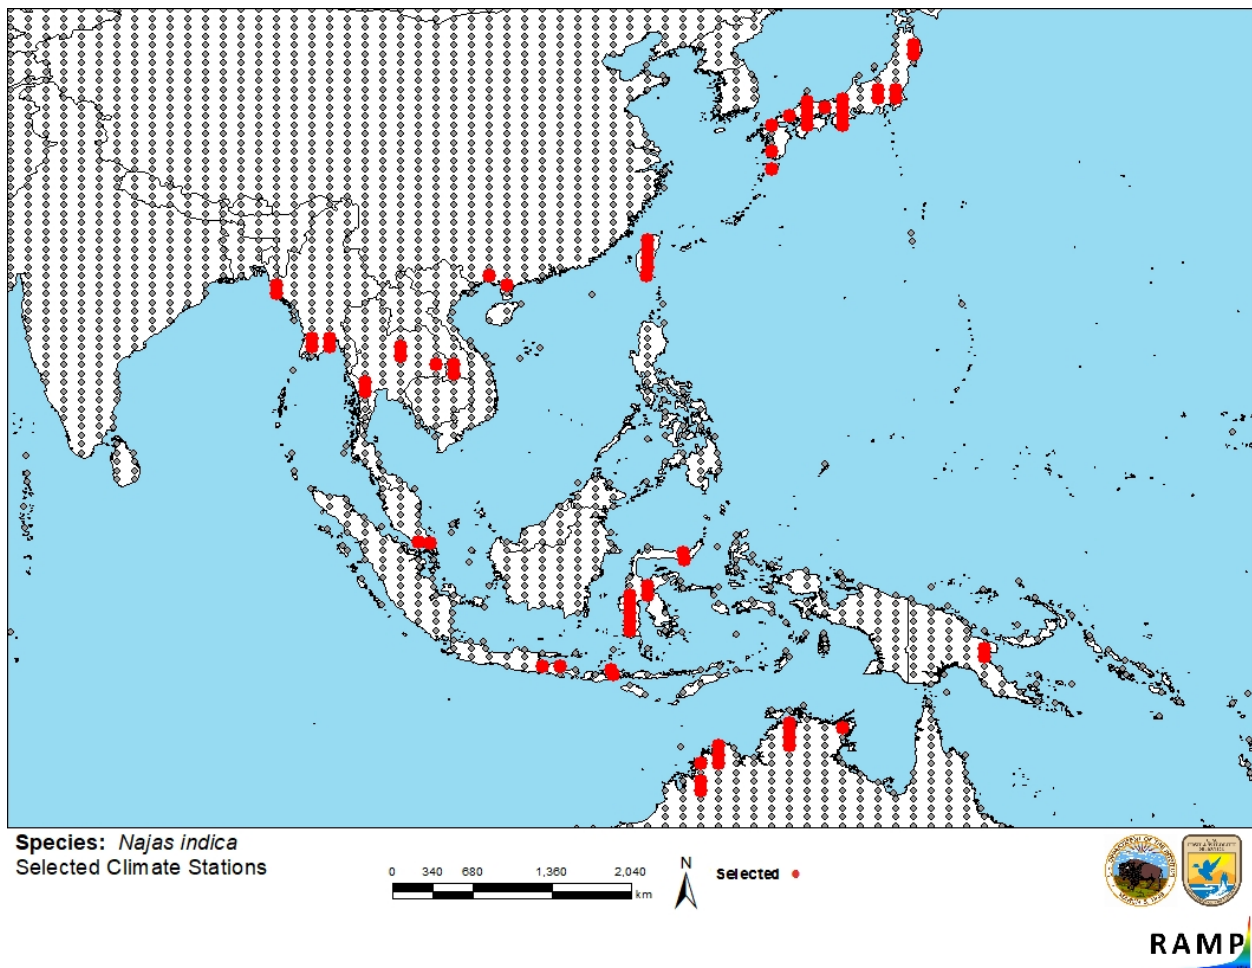 Species: Najas indica
Selected Climate Stations
0 340 680 1,360 2,040
km
N
Selected
RAMP